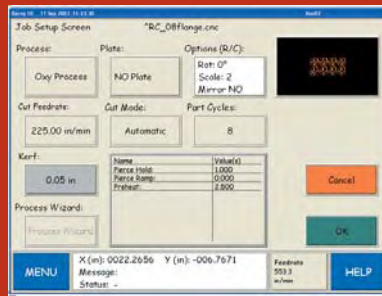 Job Setup Screen ^RC_08flange.cnc
Process: Plate: Options (R/C):
Oxy Process NO Plate
Rot: 0°
Scale: 2
Mirror NO
Cut Feedrate: Cut Mode: Part Cycles:
225.00 in/min Automatic 8
Kerf:
0.05 in
Name Value(s)
Pierce Hold: 1.000
Pierce Ramp: 0.000
Preheat: 2.800
Cancel
Process Wizard:
Process Wizard
OK
MENU
X (in): 0022.2656 Y (in): -006.7671
Message:
Status: -
Feedrate
553.3
in/min
HELP